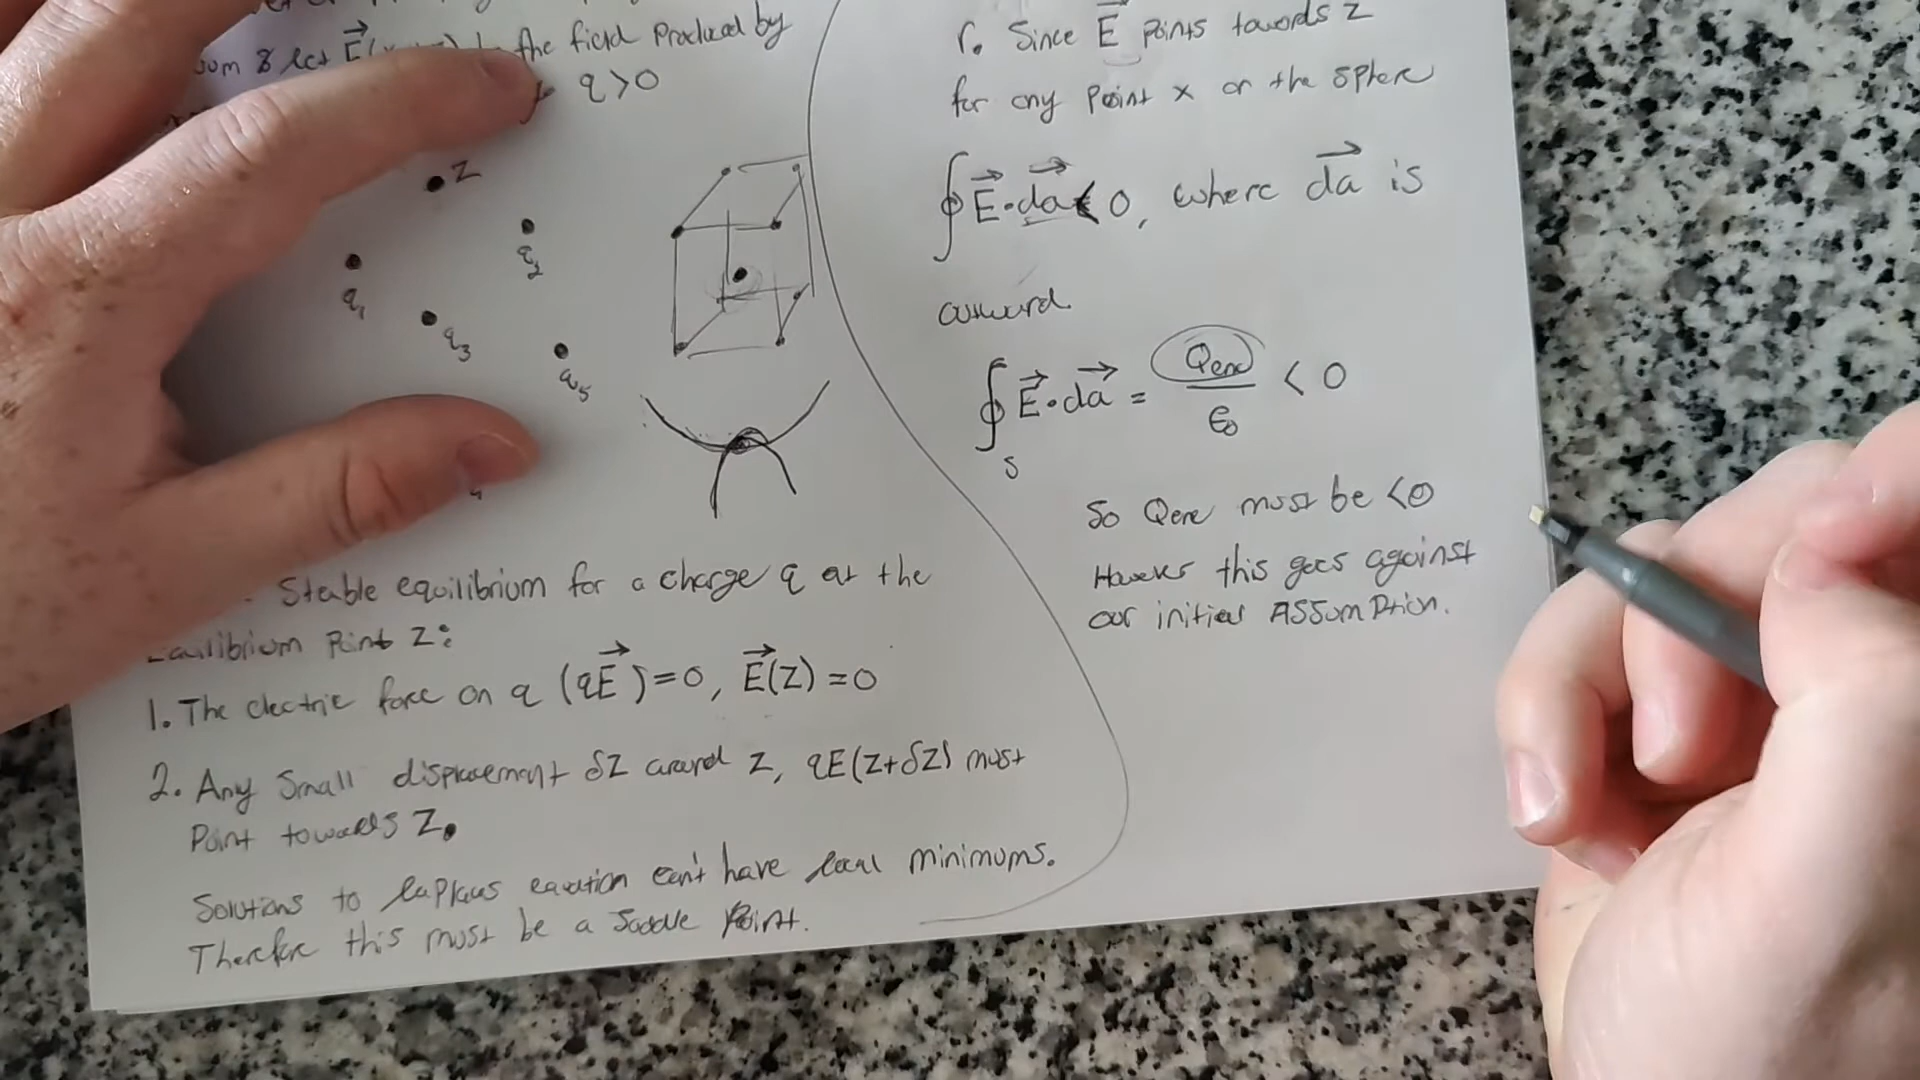 the field produced by
q > 0
Z
q2
q1
q3
q5
4
Stable equilibrium for a charge q at the
Equilibrium Point Z:
1. The electric force on q (qE⃗)=0, E⃗(Z) = 0
2. Any Small displacement δZ around Z, qE(Z+δZ) must
Point towards Z.
Solutions to laplaces equation can't have local minimums.
Therefore this must be a Saddle Point.
r. Since E⃗ points towards Z
for any point x on the sphere
∮E⃗•da⃗ < 0, where da⃗ is
outward
∮S E⃗•da⃗ = Qenc/ε0 < 0
So Qenc must be <0
However this goes against
our initial ASSumption.